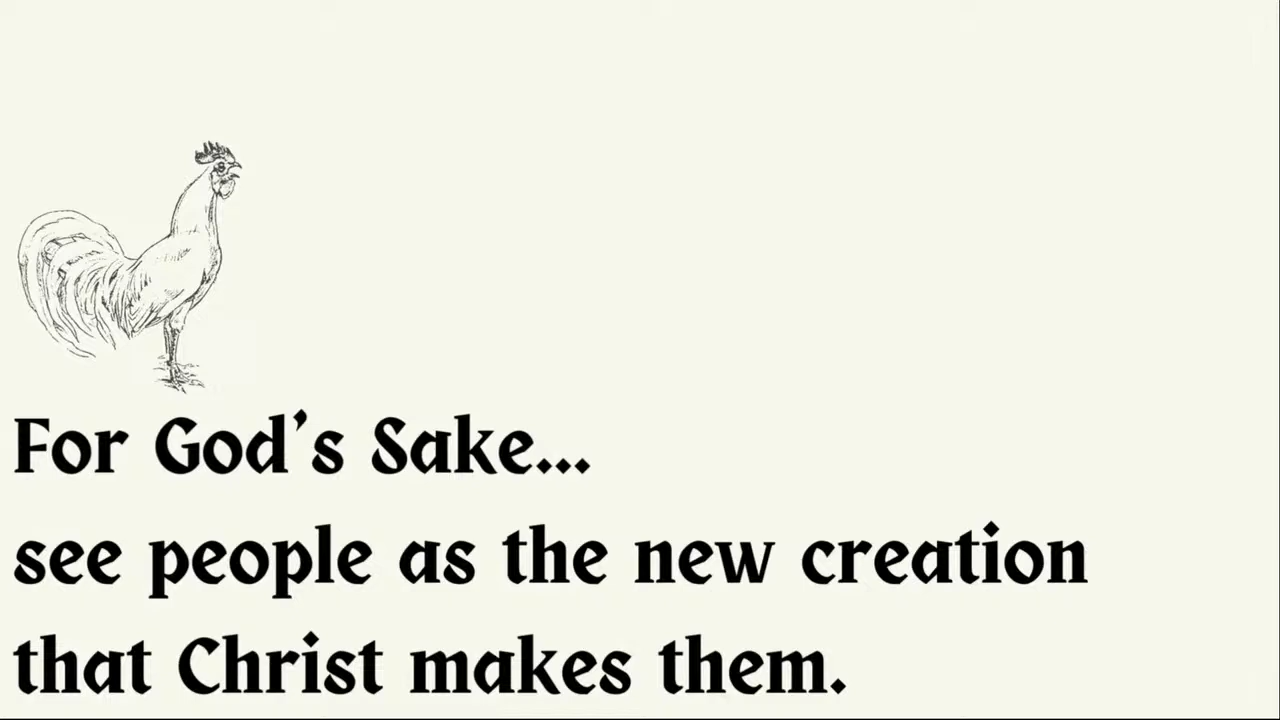 For God's Sake...
see people as the new creation
that Christ makes them.